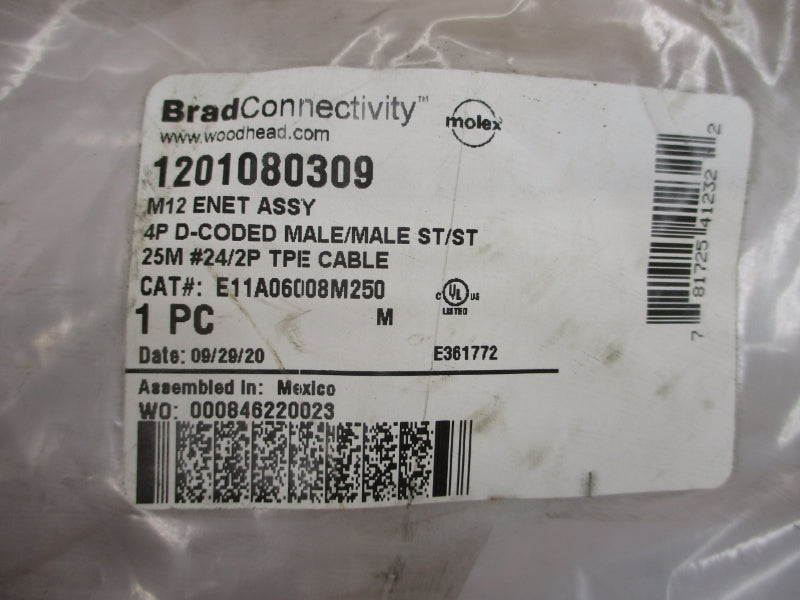 BradConnectivity™
www.woodhead.com
molex
1201080309
M12 ENET ASSY
4P D-CODED MALE/MALE ST/ST
25M #24/2P TPE CABLE
CAT#: E11A06008M250
C UL US
LISTED
1 PC M
Date: 09/29/20 E361772
Assembled In: Mexico
WO: 000846220023
7 81725 41232 2